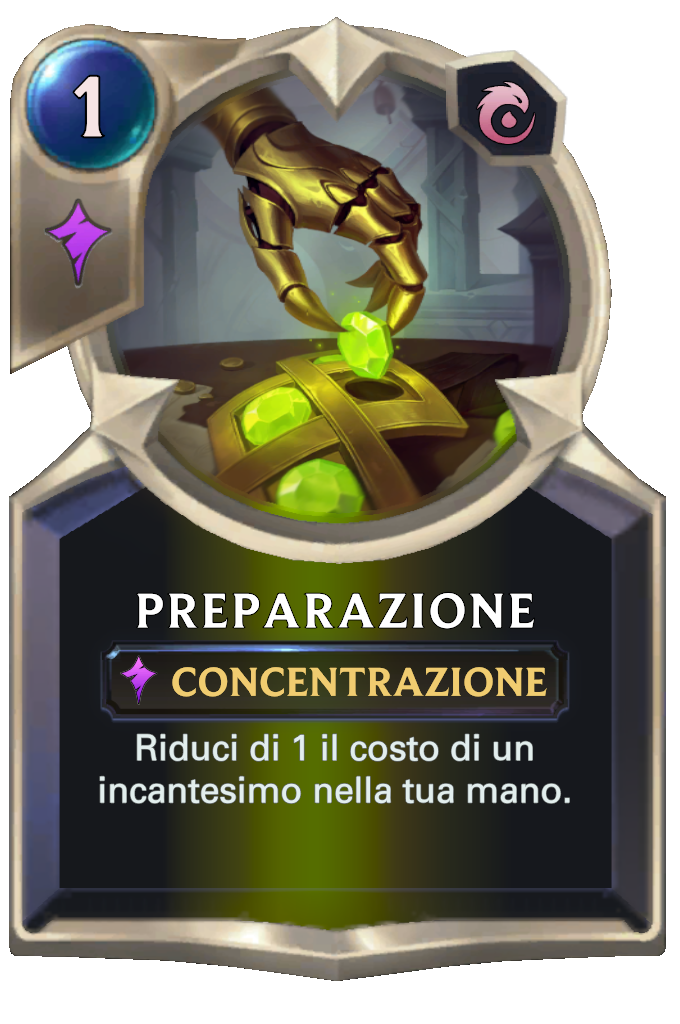 1
PREPARAZIONE
CONCENTRAZIONE
Riduci di 1 il costo di un
incantesimo nella tua mano.